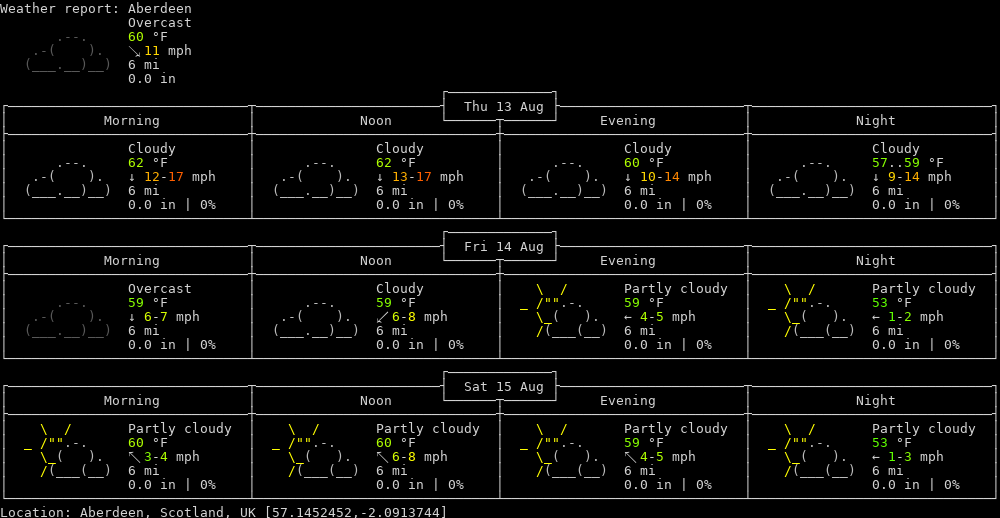 Weather report: Aberdeen
Overcast
60 °F
↘ 11 mph
6 mi
0.0 in
Thu 13 Aug
Morning Noon Evening Night
Cloudy Cloudy Cloudy Cloudy
62 °F 62 °F 60 °F 57..59 °F
↓ 12-17 mph ↓ 13-17 mph ↓ 10-14 mph ↓ 9-14 mph
6 mi 6 mi 6 mi 6 mi
0.0 in | 0% 0.0 in | 0% 0.0 in | 0% 0.0 in | 0%
Fri 14 Aug
Morning Noon Evening Night
Overcast Cloudy Partly cloudy Partly cloudy
59 °F 59 °F 59 °F 53 °F
↓ 6-7 mph ↙ 6-8 mph ← 4-5 mph ← 1-2 mph
6 mi 6 mi 6 mi 6 mi
0.0 in | 0% 0.0 in | 0% 0.0 in | 0% 0.0 in | 0%
Sat 15 Aug
Morning Noon Evening Night
Partly cloudy Partly cloudy Partly cloudy Partly cloudy
60 °F 60 °F 59 °F 53 °F
↖ 3-4 mph ↖ 6-8 mph ↖ 4-5 mph ← 1-3 mph
6 mi 6 mi 6 mi 6 mi
0.0 in | 0% 0.0 in | 0% 0.0 in | 0% 0.0 in | 0%
Location: Aberdeen, Scotland, UK [57.1452452,-2.0913744]